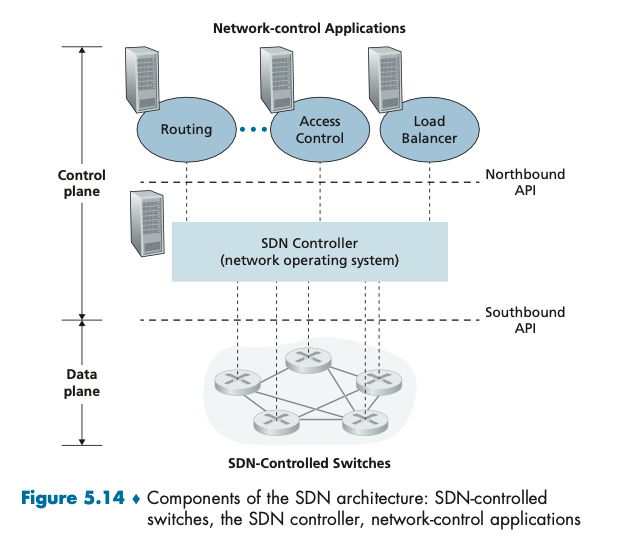 Network-control Applications
Routing
Access
Control
Load
Balancer
Control
plane
Northbound
API
SDN Controller
(network operating system)
Southbound
API
Data
plane
SDN-Controlled Switches
Figure 5.14 ♦ Components of the SDN architecture: SDN-controlled
switches, the SDN controller, network-control applications